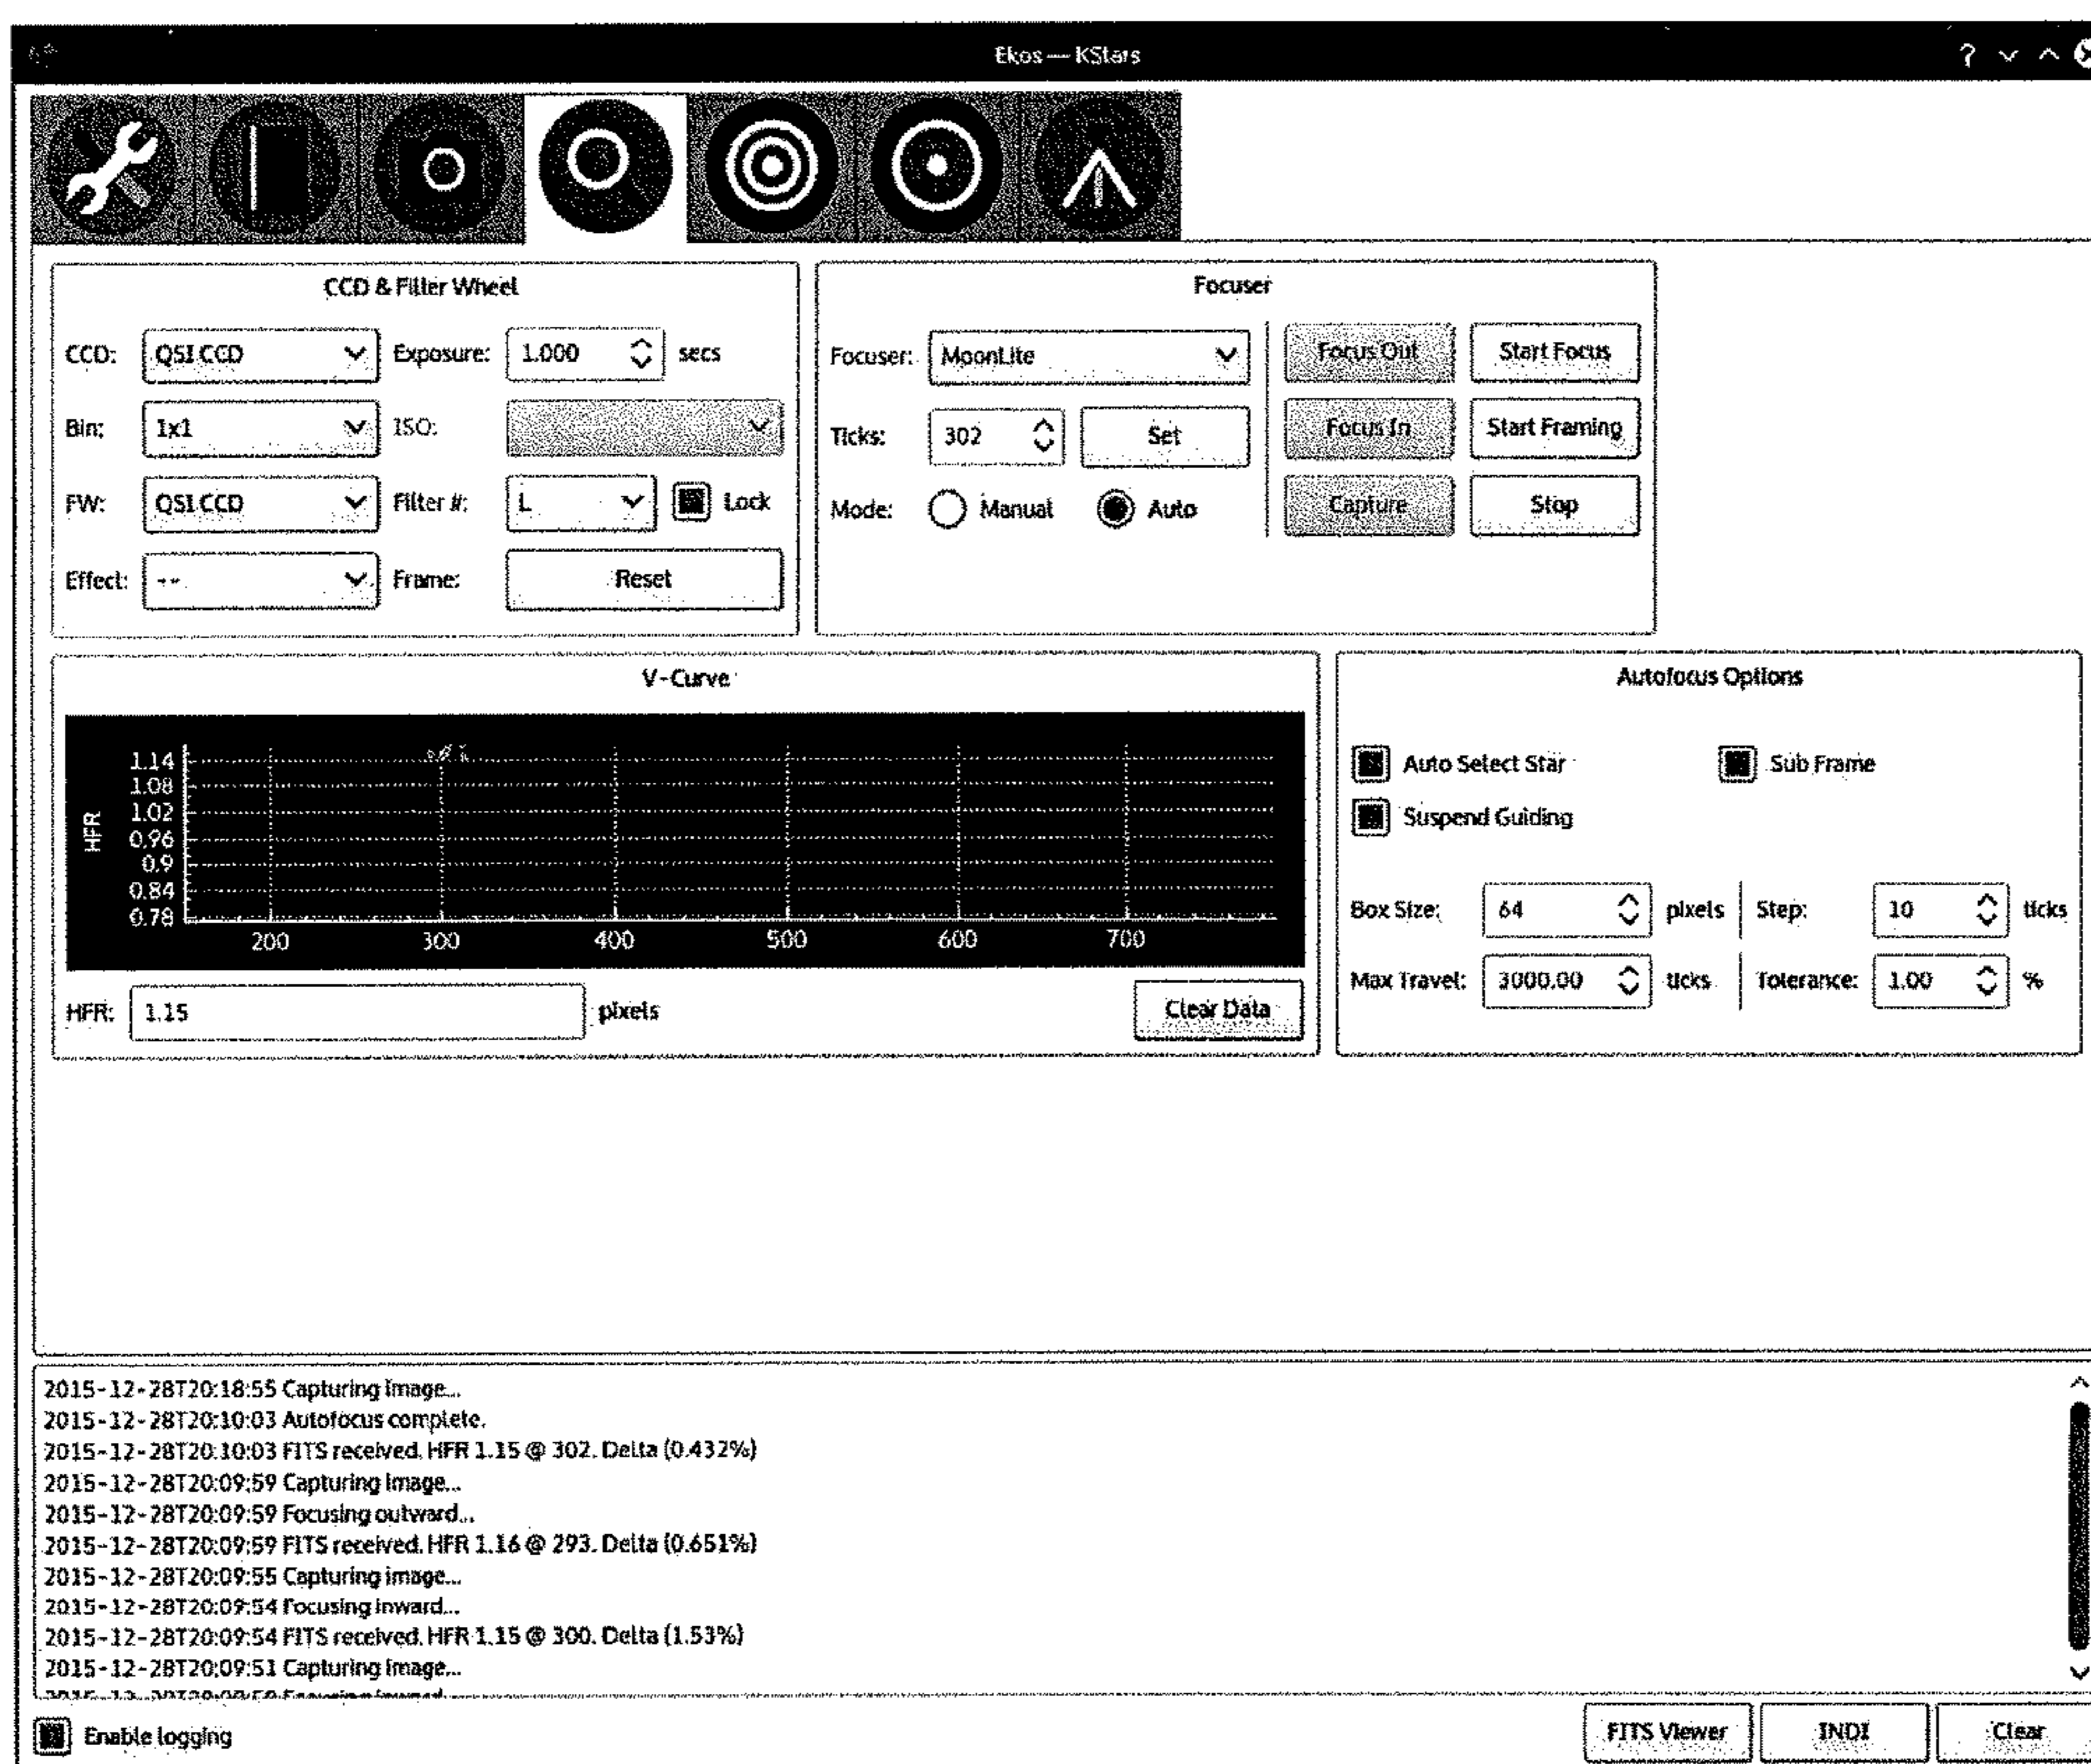 Ekos — KStars
CCD & Filter Wheel
CCD: QSI CCD Exposure: 1.000 secs
Bin: 1x1 ISO:
FW: QSI CCD Filter #: L Lock
Effect: -- Frame: Reset
Focuser
Focuser: MoonLite Focus Out Start Focus
Ticks: 302 Set Focus In Start Framing
Mode: Manual Auto Capture Stop
V-Curve
HFR
1.14
1.08
1.02
0.96
0.9
0.84
0.78
200 300 400 500 600 700
HFR: 1.15 pixels Clear Data
Autofocus Options
Auto Select Star Sub Frame
Suspend Guiding
Box Size: 64 pixels Step: 10 ticks
Max Travel: 3000.00 ticks Tolerance: 1.00 %
2015-12-28T20:18:55 Capturing image...
2015-12-28T20:10:03 Autofocus complete.
2015-12-28T20:10:03 FITS received. HFR 1.15 @ 302. Delta (0.432%)
2015-12-28T20:09:59 Capturing image...
2015-12-28T20:09:59 Focusing outward...
2015-12-28T20:09:59 FITS received. HFR 1.16 @ 293. Delta (0.651%)
2015-12-28T20:09:55 Capturing image...
2015-12-28T20:09:54 Focusing inward...
2015-12-28T20:09:54 FITS received. HFR 1.15 @ 300. Delta (1.53%)
2015-12-28T20:09:51 Capturing image...
Enable logging FITS Viewer INDI Clear